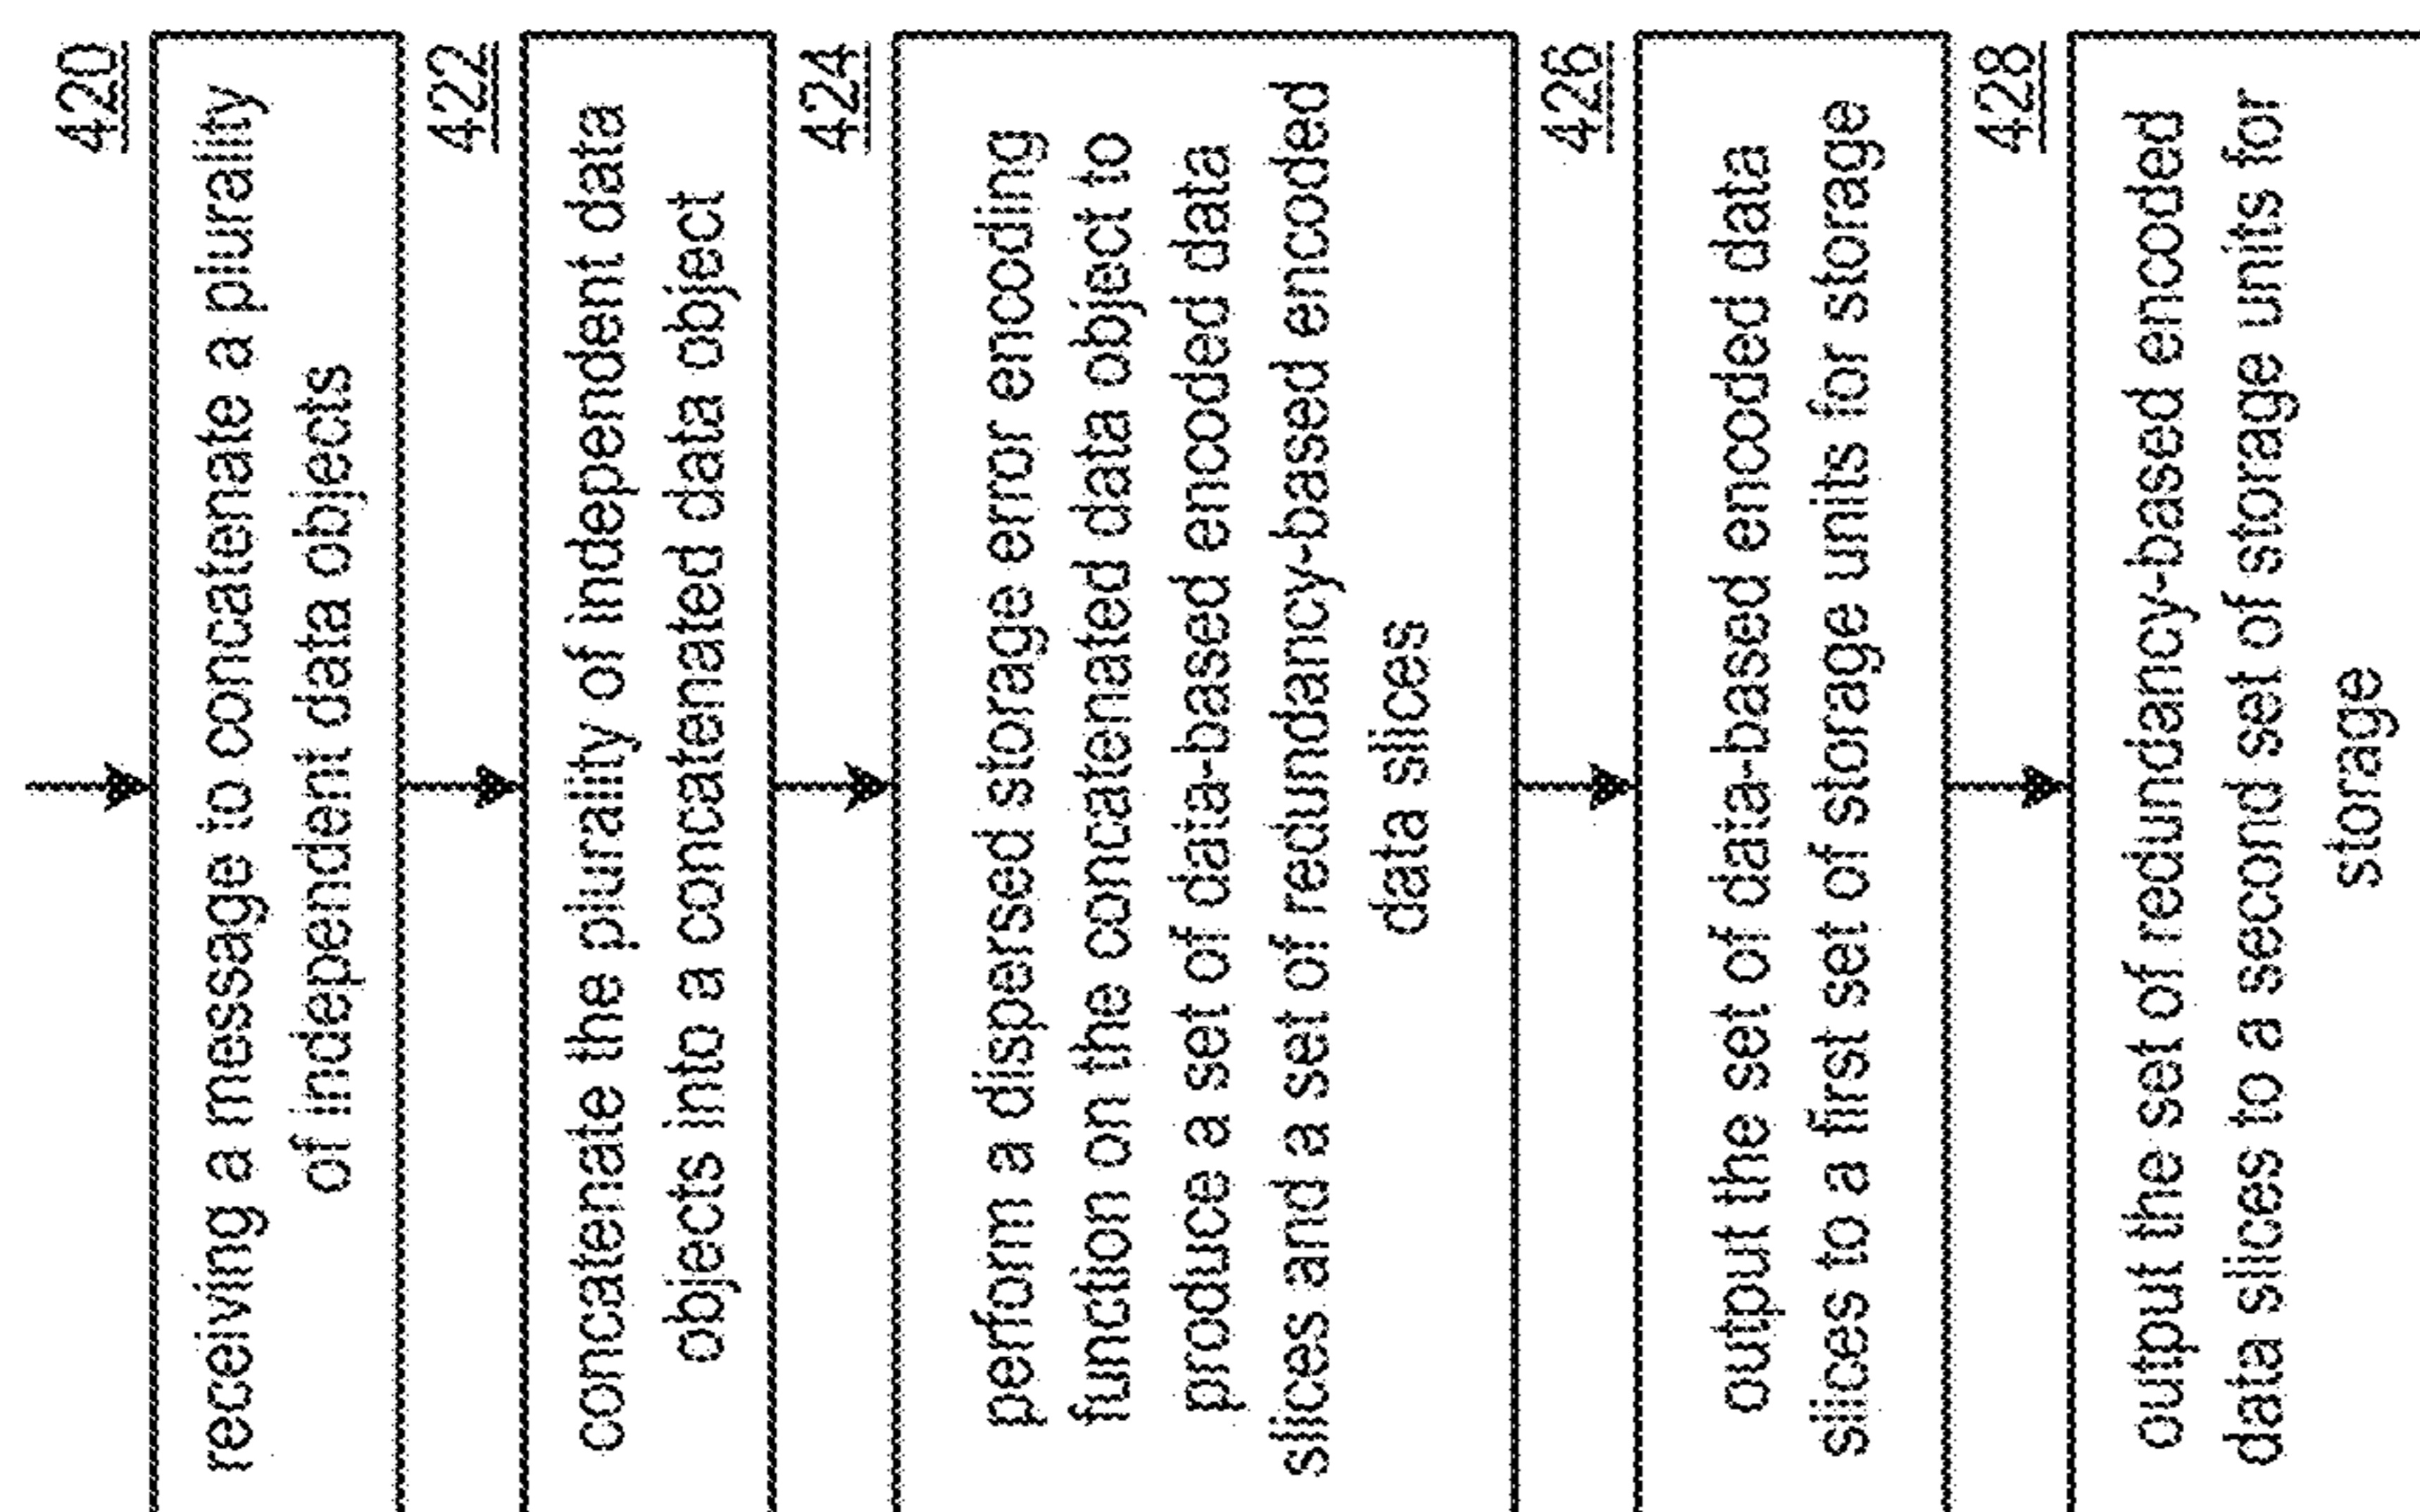 420
receiving a message to concatenate a plurality
of independent data objects
422
concatenate the plurality of independent data
objects into a concatenated data object
424
perform a dispersed storage error encoding
function on the concatenated data object to
produce a set of data-based encoded data
slices and a set of redundancy-based encoded
data slices
426
output the set of data-based encoded data
slices to a first set of storage units for storage
428
output the set of redundancy-based encoded
data slices to a second set of storage units for
storage